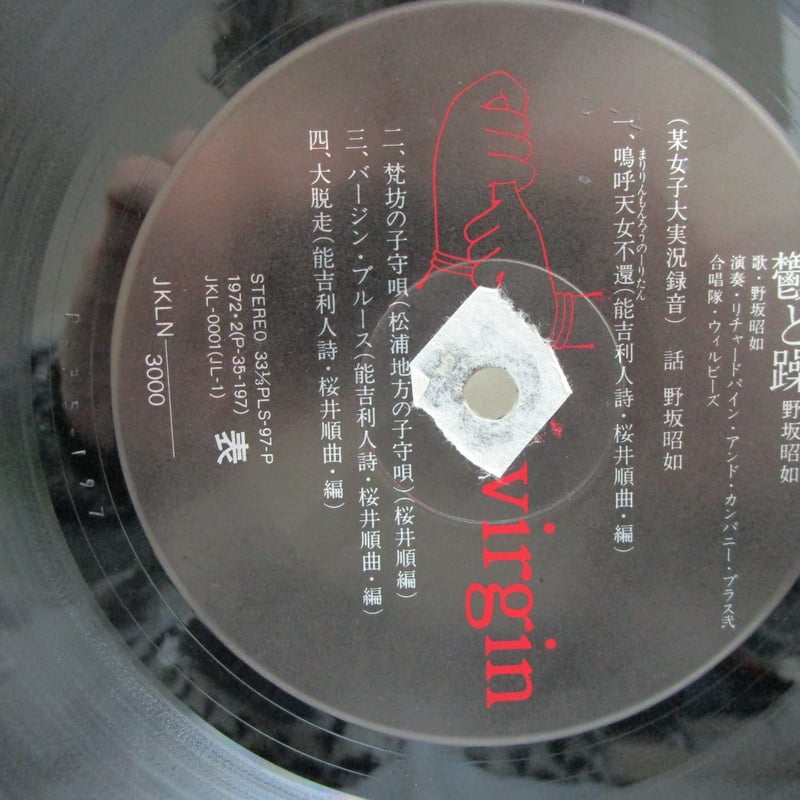 鬱と躁 野坂昭如
歌・野坂昭如
演奏・リチャードパイン・アンド・カンパニー・プラス弐
合唱隊・ウィルビーズ
(某女子大実況録音) 話 野坂昭如
まりりんもんろうのーりたん
一、嗚呼天女不還(能吉利人詩・桜井順曲・編)
virgin
二、梵坊の子守唄(松浦地方の子守唄)(桜井順編)
三、バージン・ブルース(能吉利人詩・桜井順曲・編)
四、大脱走(能吉利人詩・桜井順曲・編)
STEREO 33⅓PLS-97-P
1972・2(P・35-197)
JKL-0001(JL-1)
表
JKLN—3000
P-35-197